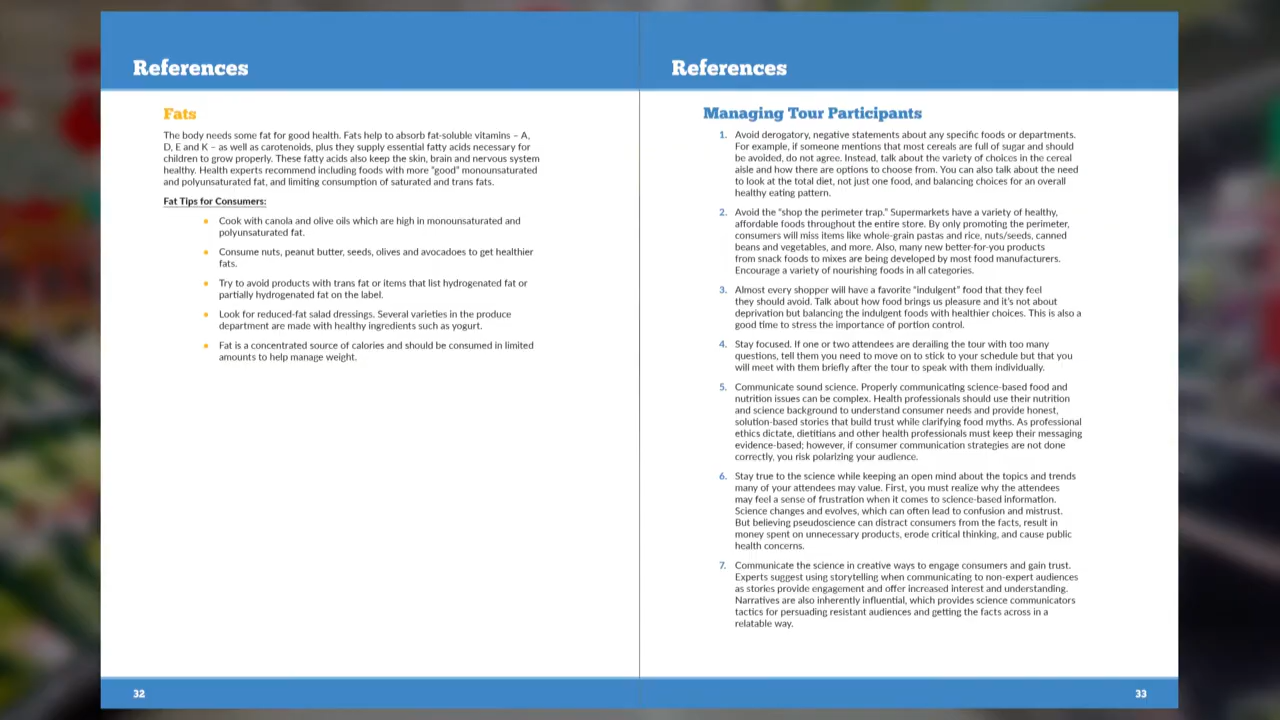 References
Fats
The body needs some fat for good health. Fats help to absorb fat-soluble vitamins – A,
D, E and K – as well as carotenoids, plus they supply essential fatty acids necessary for
children to grow properly. These fatty acids also keep the skin, brain and nervous system
healthy. Health experts recommend including foods with more "good" monounsaturated
and polyunsaturated fat, and limiting consumption of saturated and trans fats.
Fat Tips for Consumers:
• Cook with canola and olive oils which are high in monounsaturated and
polyunsaturated fat.
• Consume nuts, peanut butter, seeds, olives and avocadoes to get healthier
fats.
• Try to avoid products with trans fat or items that list hydrogenated fat or
partially hydrogenated fat on the label.
• Look for reduced-fat salad dressings. Several varieties in the produce
department are made with healthy ingredients such as yogurt.
• Fat is a concentrated source of calories and should be consumed in limited
amounts to help manage weight.
32
References
Managing Tour Participants
1. Avoid derogatory, negative statements about any specific foods or departments.
For example, if someone mentions that most cereals are full of sugar and should
be avoided, do not agree. Instead, talk about the variety of choices in the cereal
aisle and how there are options to choose from. You can also talk about the need
to look at the total diet, not just one food, and balancing choices for an overall
healthy eating pattern.
2. Avoid the "shop the perimeter trap." Supermarkets have a variety of healthy,
affordable foods throughout the entire store. By only promoting the perimeter,
consumers will miss items like whole-grain pastas and rice, nuts/seeds, canned
beans and vegetables, and more. Also, many new better-for-you products
from snack foods to mixes are being developed by most food manufacturers.
Encourage a variety of nourishing foods in all categories.
3. Almost every shopper will have a favorite "indulgent" food that they feel
they should avoid. Talk about how food brings us pleasure and it's not about
deprivation but balancing the indulgent foods with healthier choices. This is also a
good time to stress the importance of portion control.
4. Stay focused. If one or two attendees are derailing the tour with too many
questions, tell them you need to move on to stick to your schedule but that you
will meet with them briefly after the tour to speak with them individually.
5. Communicate sound science. Properly communicating science-based food and
nutrition issues can be complex. Health professionals should use their nutrition
and science background to understand consumer needs and provide honest,
solution-based stories that build trust while clarifying food myths. As professional
ethics dictate, dietitians and other health professionals must keep their messaging
evidence-based; however, if consumer communication strategies are not done
correctly, you risk polarizing your audience.
6. Stay true to the science while keeping an open mind about the topics and trends
many of your attendees may value. First, you must realize why the attendees
may feel a sense of frustration when it comes to science-based information.
Science changes and evolves, which can often lead to confusion and mistrust.
But believing pseudoscience can distract consumers from the facts, result in
money spent on unnecessary products, erode critical thinking, and cause public
health concerns.
7. Communicate the science in creative ways to engage consumers and gain trust.
Experts suggest using storytelling when communicating to non-expert audiences
as stories provide engagement and offer increased interest and understanding.
Narratives are also inherently influential, which provides science communicators
tactics for persuading resistant audiences and getting the facts across in a
relatable way.
33